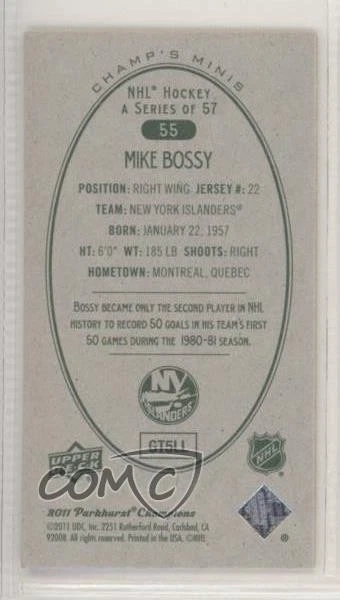 CHAMP'S MINIS
NHL® HOCKEY
A SERIES OF 57
55
MIKE BOSSY
POSITION: RIGHT WING JERSEY #: 22
TEAM: NEW YORK ISLANDERS®
BORN: JANUARY 22, 1957
HT: 6'0" WT: 185 LB SHOOTS: RIGHT
HOMETOWN: MONTREAL, QUEBEC
BOSSY BECAME ONLY THE SECOND PLAYER IN NHL
HISTORY TO RECORD 50 GOALS IN HIS TEAM'S FIRST
50 GAMES DURING THE 1980-81 SEASON.
NY
ISLANDERS
GT5LL
UPPER
DECK
NHL
COMC
2011 Parkhurst Champions
©2011 UDC, Inc. 2251 Rutherford Road, Carlsbad, CA
92008. All rights reserved. Printed in the USA. ©NHL
®